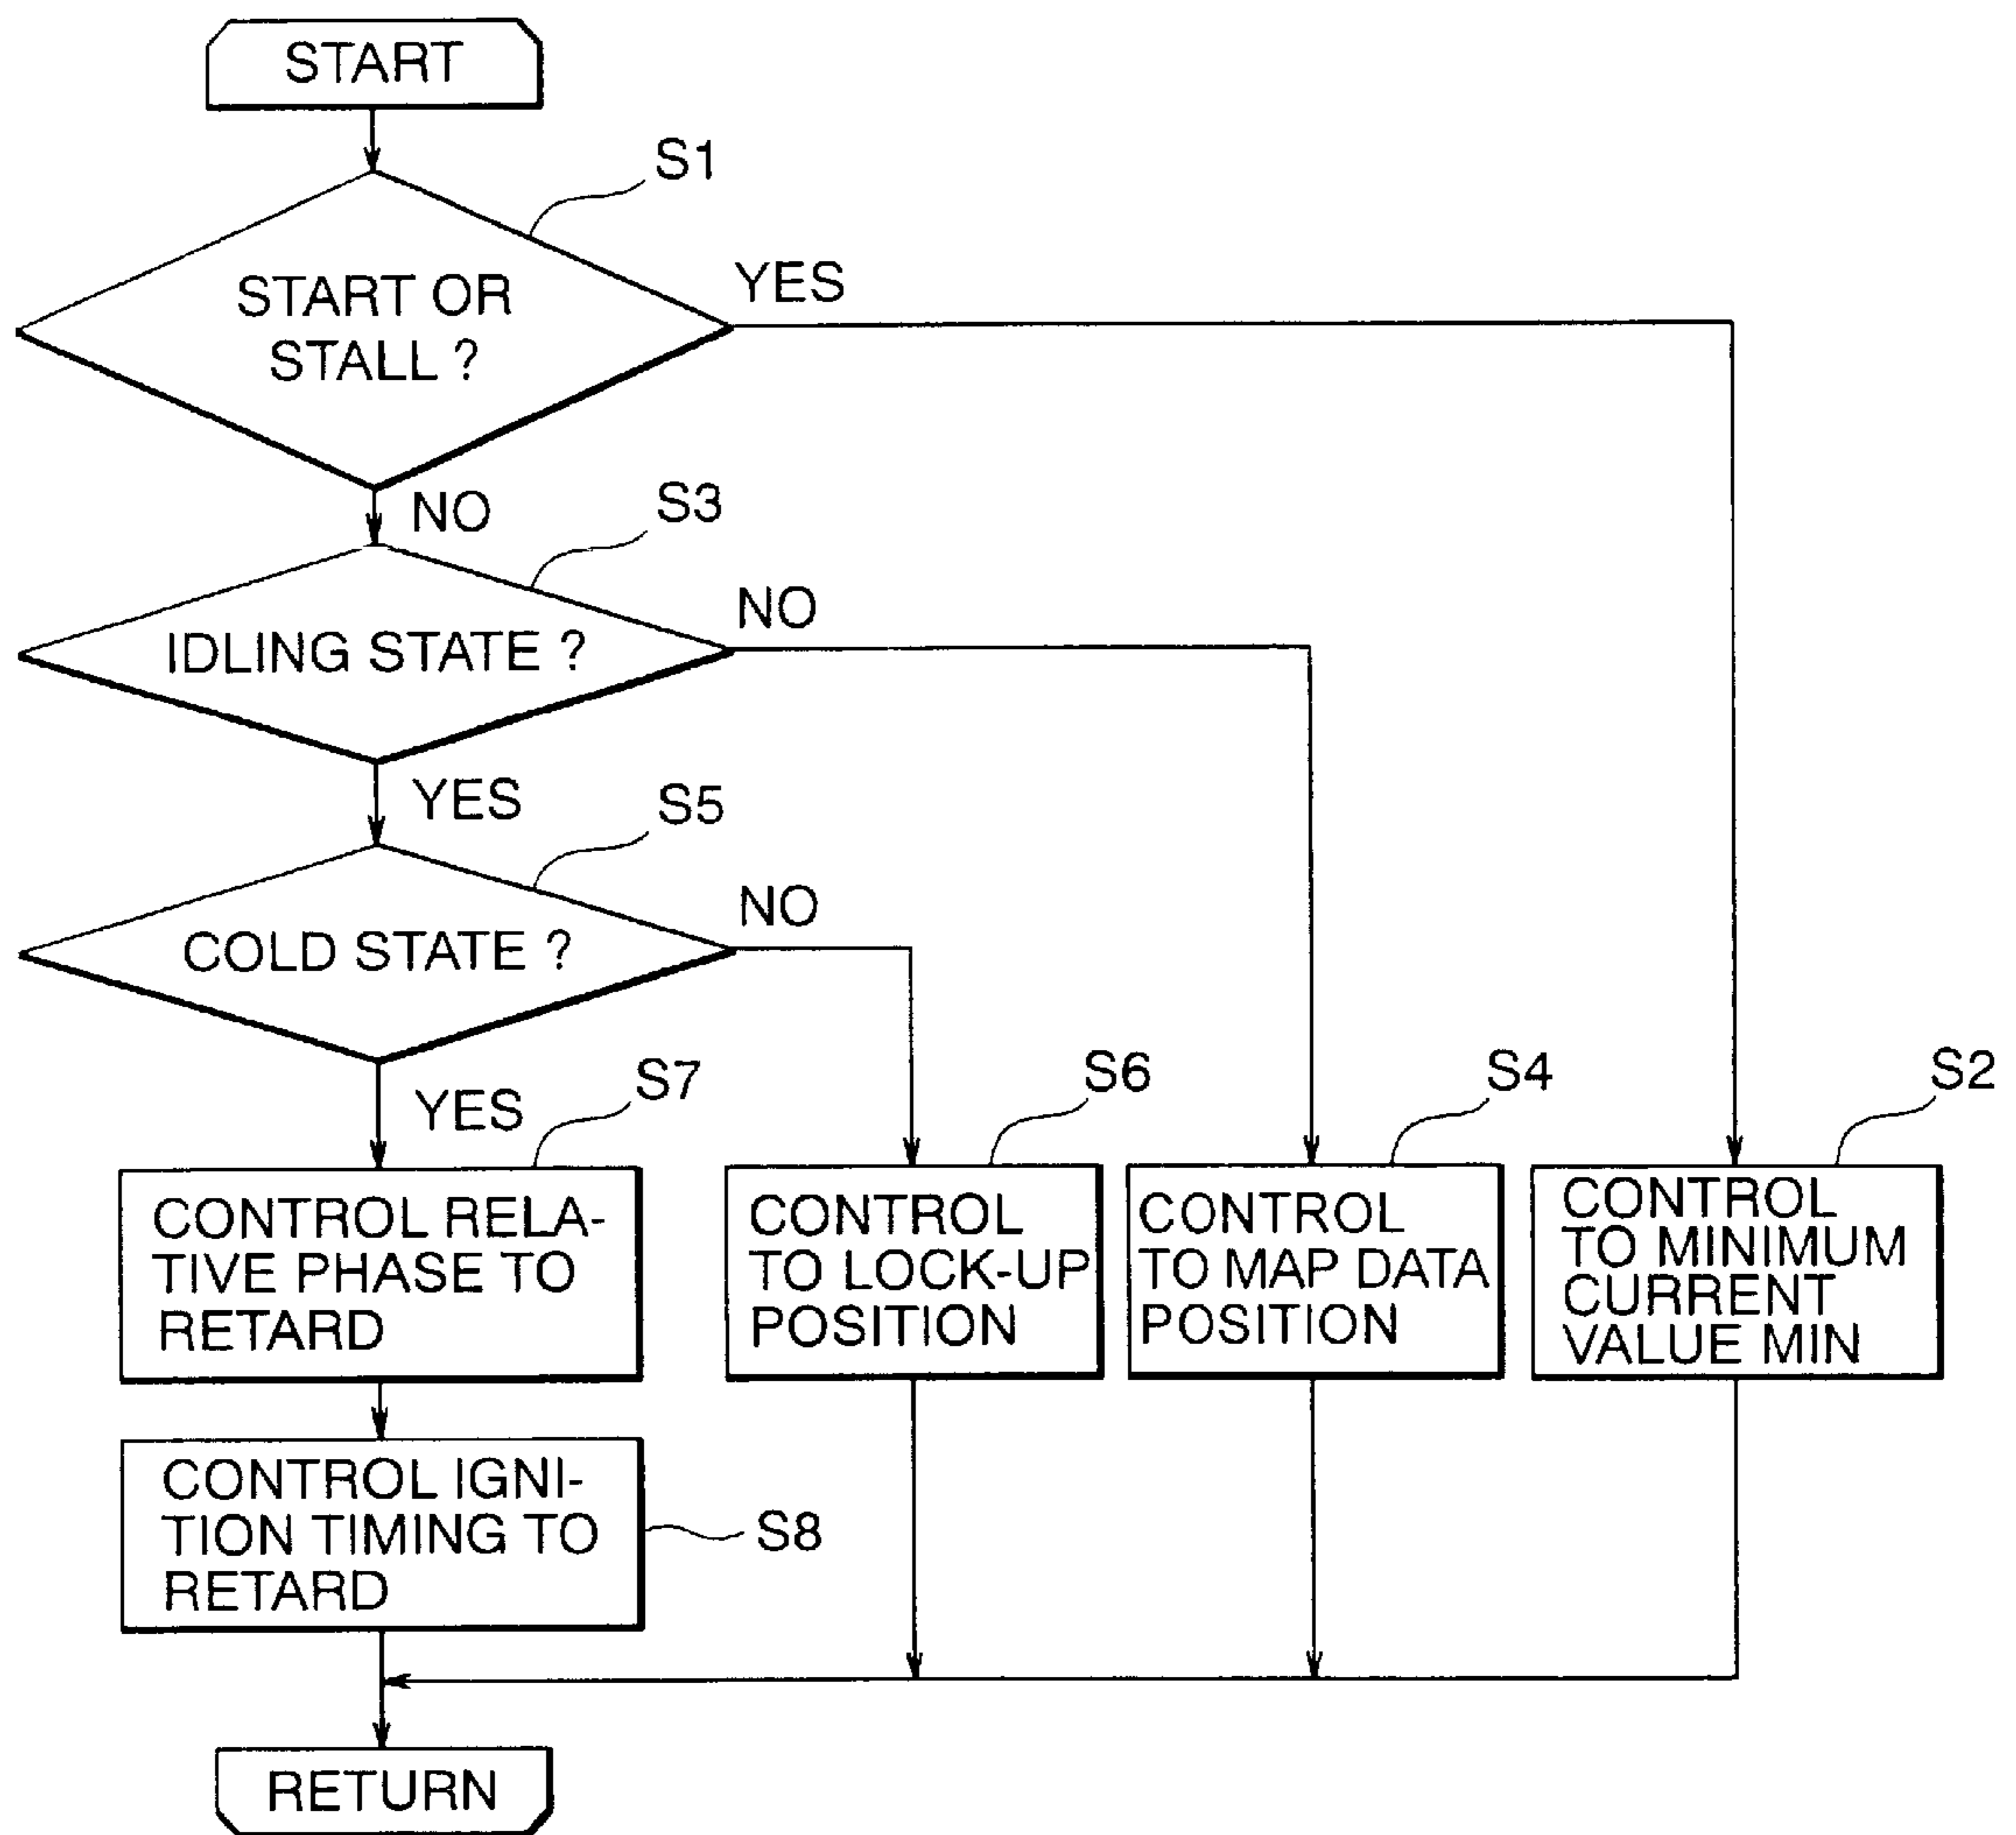 START
S1
START OR
STALL ?
YES
NO
S3
IDLING STATE ?
NO
YES
S5
COLD STATE ?
NO
YES
S7
CONTROL RELA-
TIVE PHASE TO
RETARD
S6
CONTROL
TO LOCK-UP
POSITION
S4
CONTROL
TO MAP DATA
POSITION
S2
CONTROL
TO MINIMUM
CURRENT
VALUE MIN
CONTROL IGNI-
TION TIMING TO
RETARD
S8
RETURN